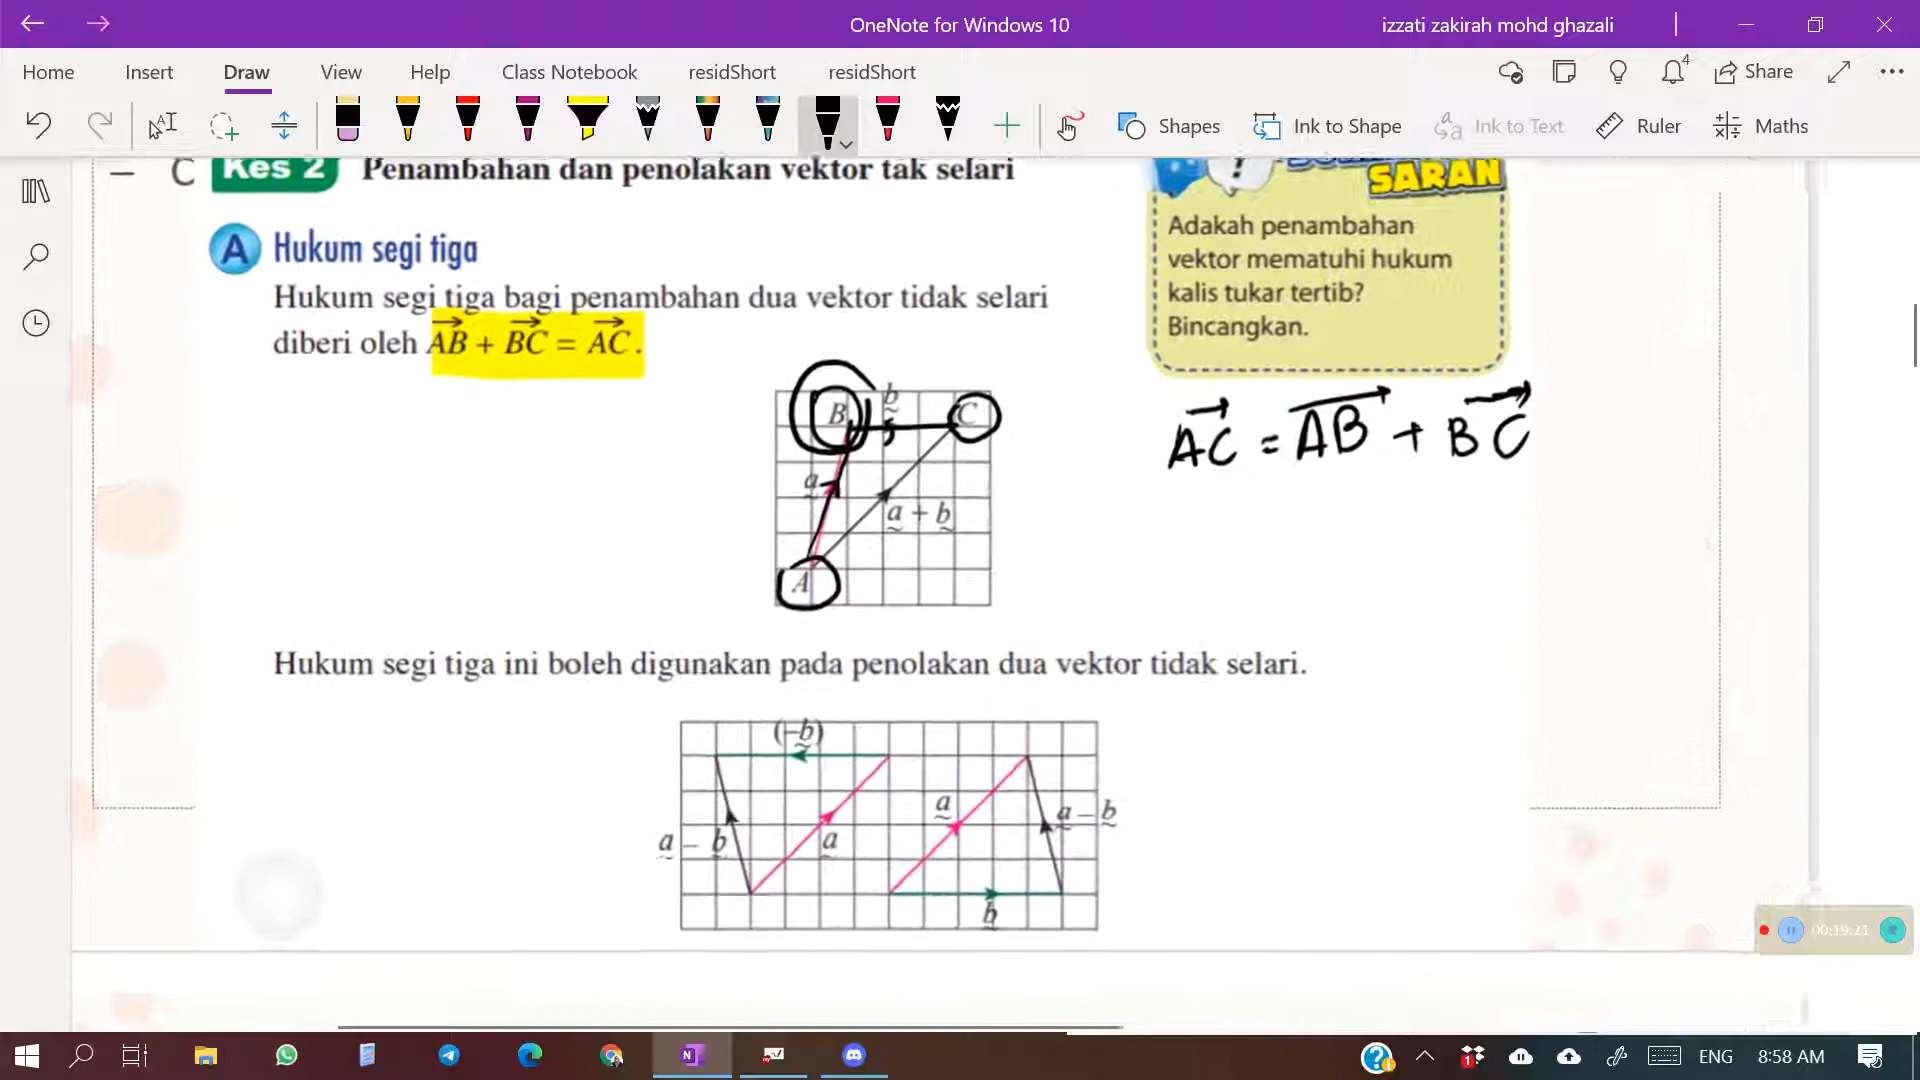 OneNote for Windows 10
izzati zakirah mohd ghazali
Home Insert Draw View Help Class Notebook residShort residShort
4
Share
Shapes Ink to Shape Ink to Text Ruler Maths
C Kes 2 Penambahan dan penolakan vektor tak selari
SARAN
Adakah penambahan
vektor mematuhi hukum
kalis tukar tertib?
Bincangkan.
A Hukum segi tiga
Hukum segi tiga bagi penambahan dua vektor tidak selari
diberi oleh AB + BC = AC.
B b C
a
a + b
A
AC = AB + BC
Hukum segi tiga ini boleh digunakan pada penolakan dua vektor tidak selari.
(–b)
a – b a
a a – b
b
00:19:21
ENG 8:58 AM